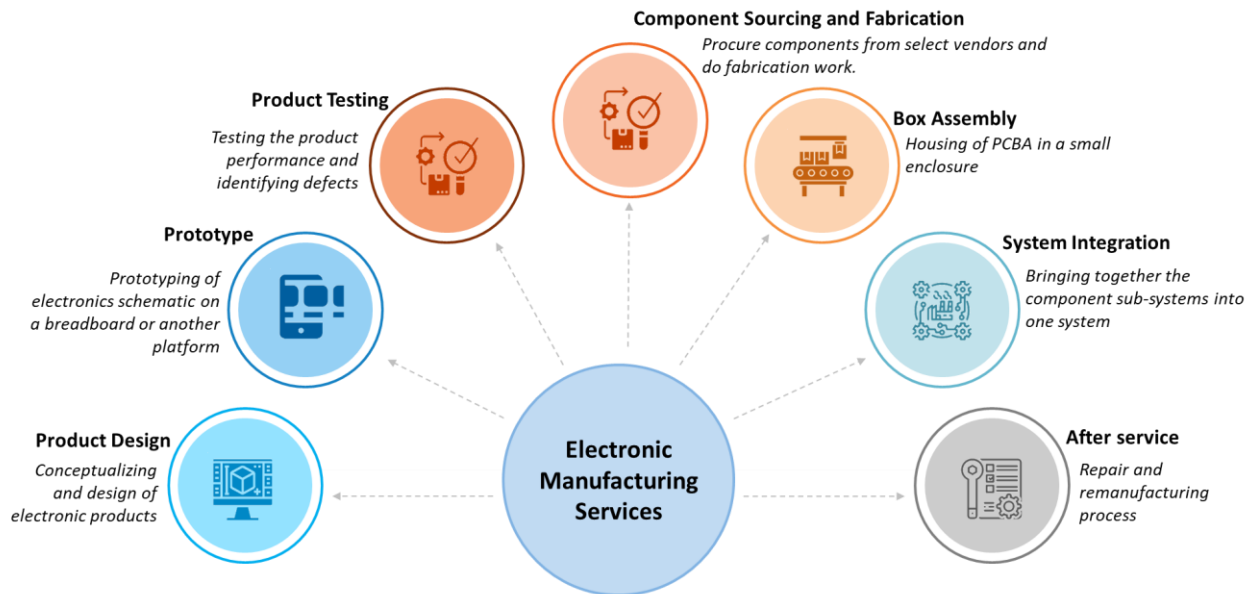 Component Sourcing and Fabrication
Procure components from select vendors and
do fabrication work.
Product Testing
Testing the product
performance and
identifying defects
Box Assembly
Housing of PCBA in a small
enclosure
Prototype
Prototyping of
electronics schematic on
a breadboard or another
platform
System Integration
Bringing together the
component sub-systems into
one system
Product Design
Conceptualizing
and design of
electronic products
Electronic
Manufacturing
Services
After service
Repair and
remanufacturing
process